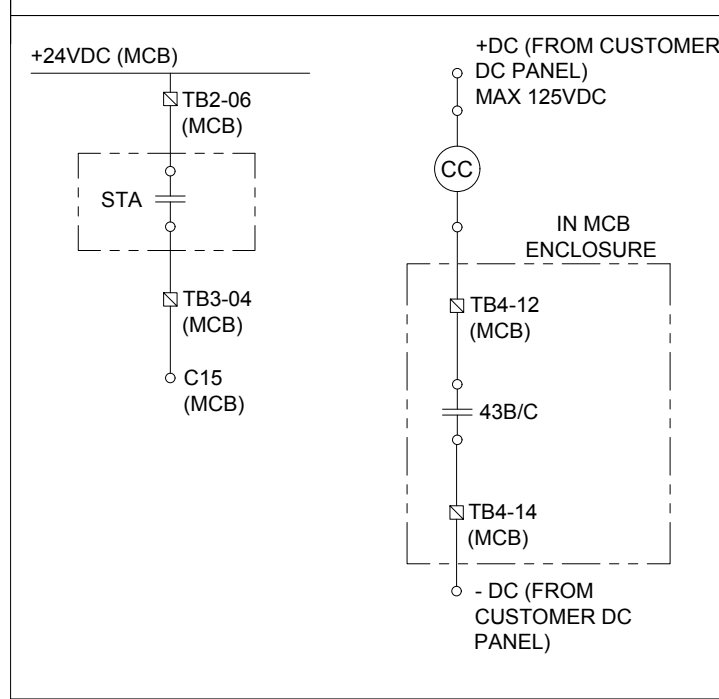 +24VDC (MCB)
TB2-06
(MCB)
STA
TB3-04
(MCB)
C15
(MCB)
+DC (FROM CUSTOMER
DC PANEL)
MAX 125VDC
CC
IN MCB
ENCLOSURE
TB4-12
(MCB)
43B/C
TB4-14
(MCB)
- DC (FROM
CUSTOMER DC
PANEL)